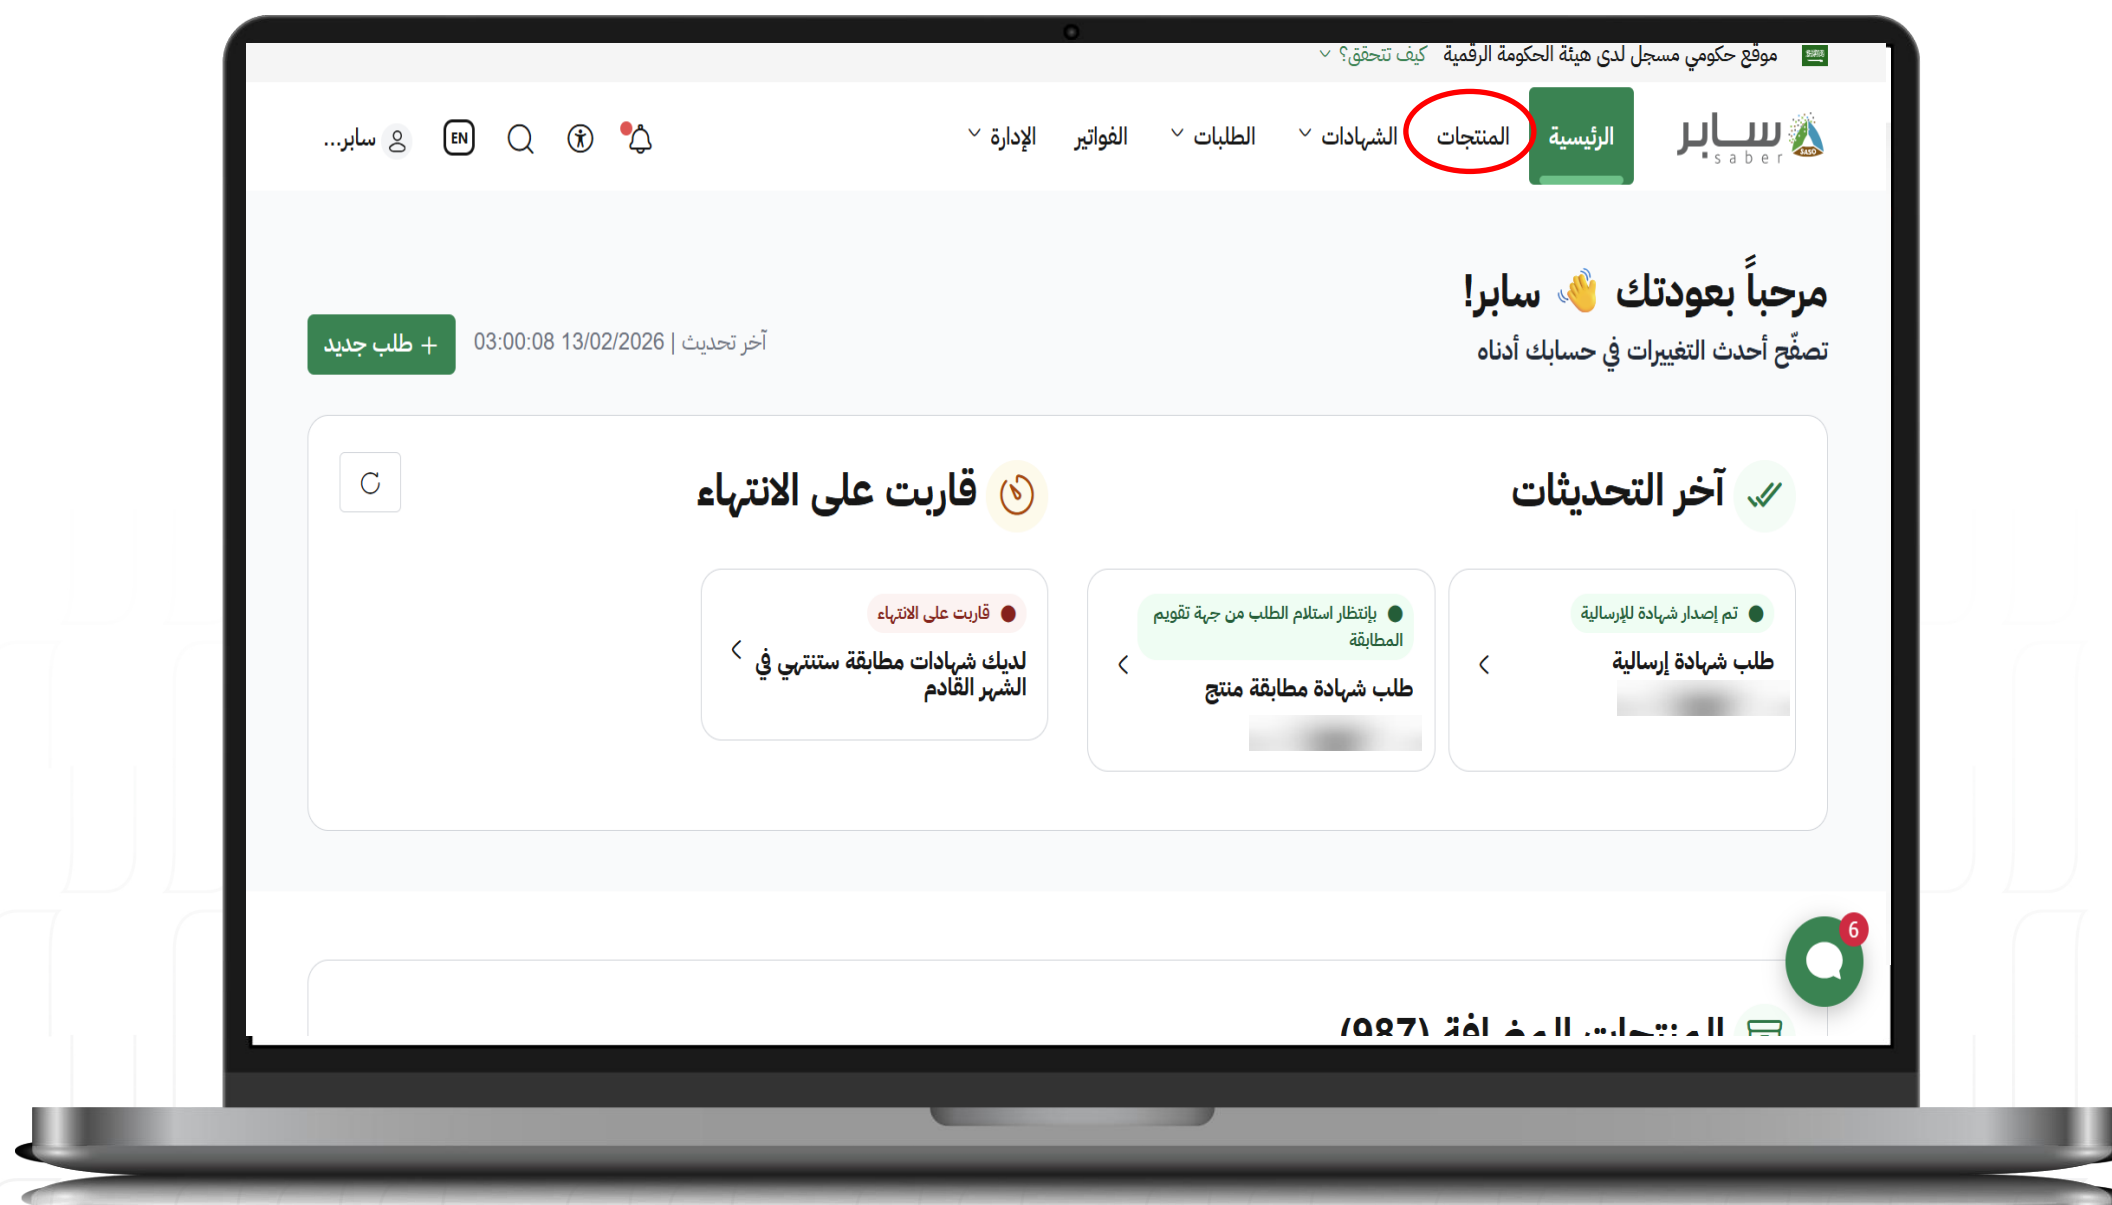 موقع حكومي مسجل لدى هيئة الحكومة الرقمية كيف تتحقق؟
سابر
saber
SASO
الرئيسية
المنتجات
الشهادات
الطلبات
الفواتير
الإدارة
EN
سابر...
مرحباً بعودتك 👋 سابر!
تصفّح أحدث التغييرات في حسابك أدناه
آخر تحديث | 13/02/2026 03:00:08
+ طلب جديد
آخر التحديثات
تم إصدار شهادة للإرسالية
طلب شهادة إرسالية
بإنتظار استلام الطلب من جهة تقويم
المطابقة
طلب شهادة مطابقة منتج
قاربت على الانتهاء
قاربت على الانتهاء
لديك شهادات مطابقة ستنتهي في
الشهر القادم
6
المنتجات المضافة (987)